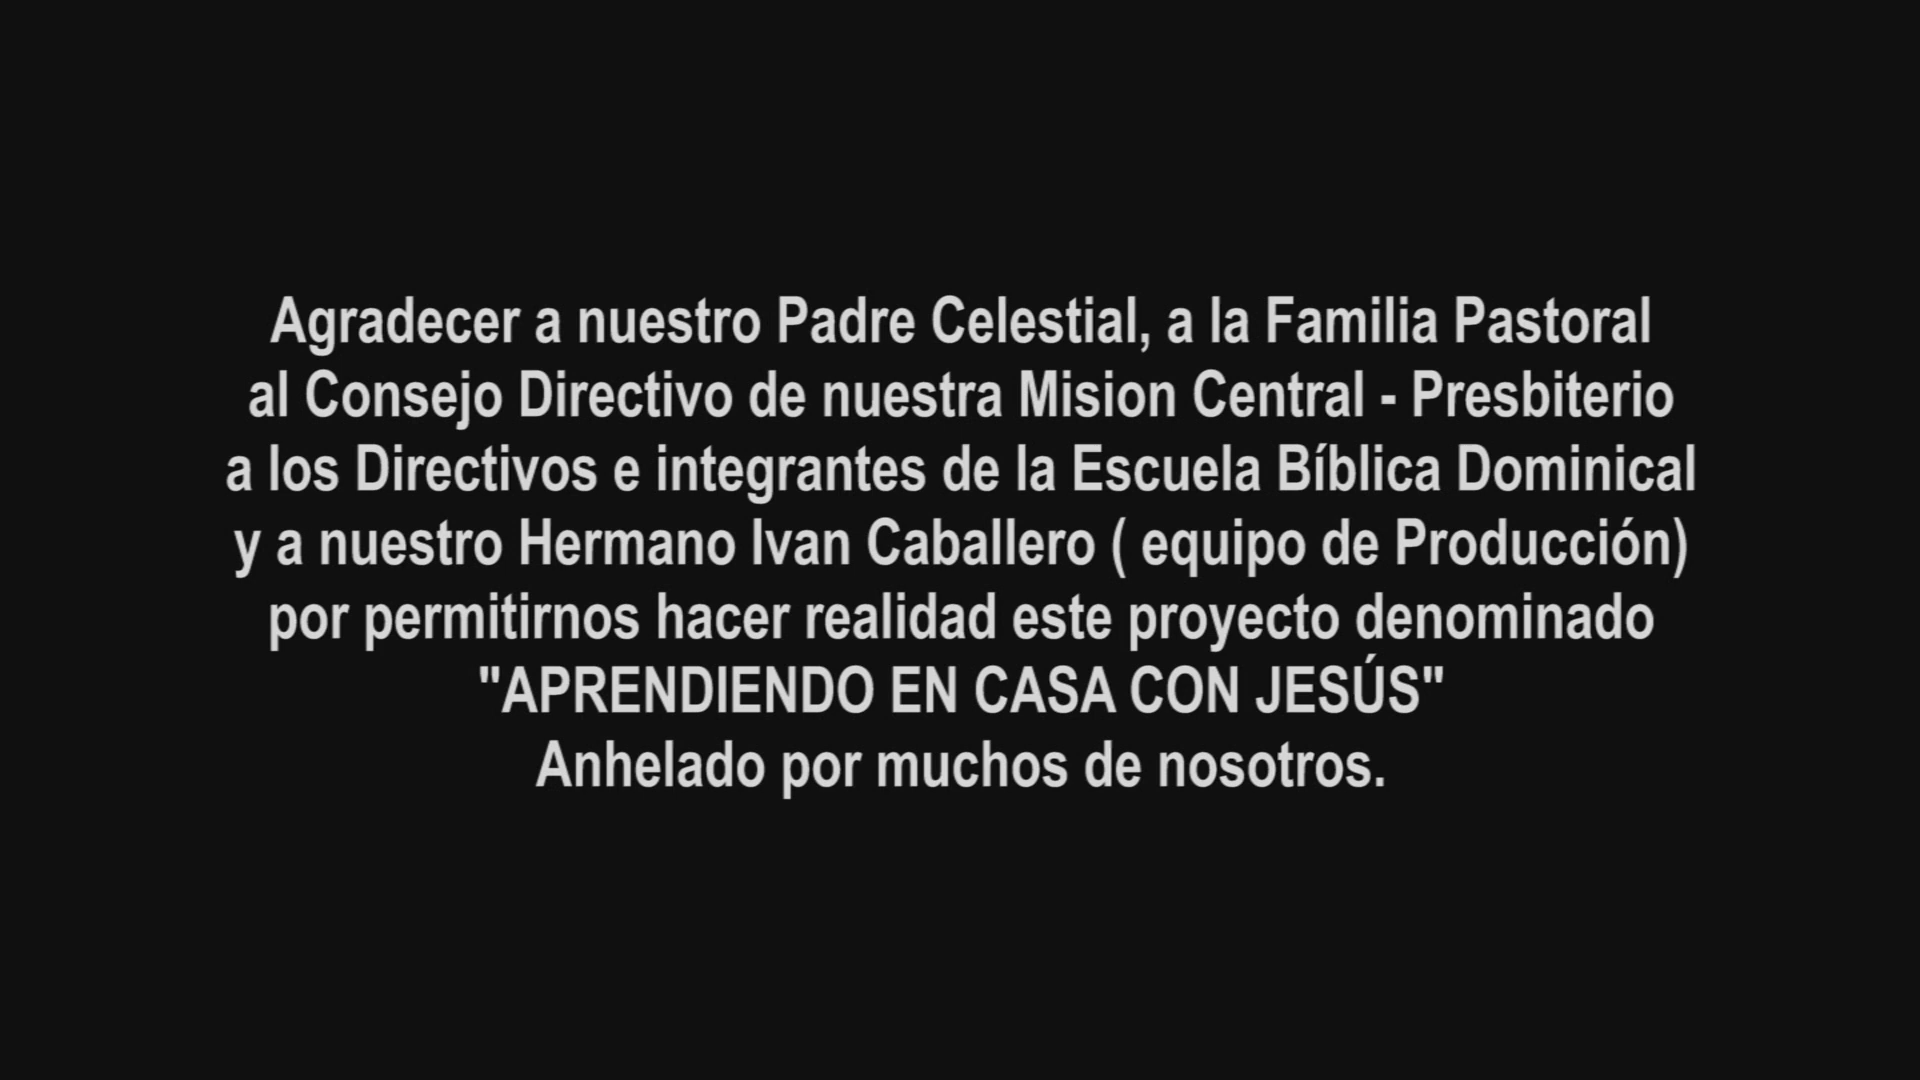 Agradecer a nuestro Padre Celestial, a la Familia Pastoral
al Consejo Directivo de nuestra Mision Central - Presbiterio
a los Directivos e integrantes de la Escuela Bíblica Dominical
y a nuestro Hermano Ivan Caballero ( equipo de Producción)
por permitirnos hacer realidad este proyecto denominado
"APRENDIENDO EN CASA CON JESÚS"
Anhelado por muchos de nosotros.